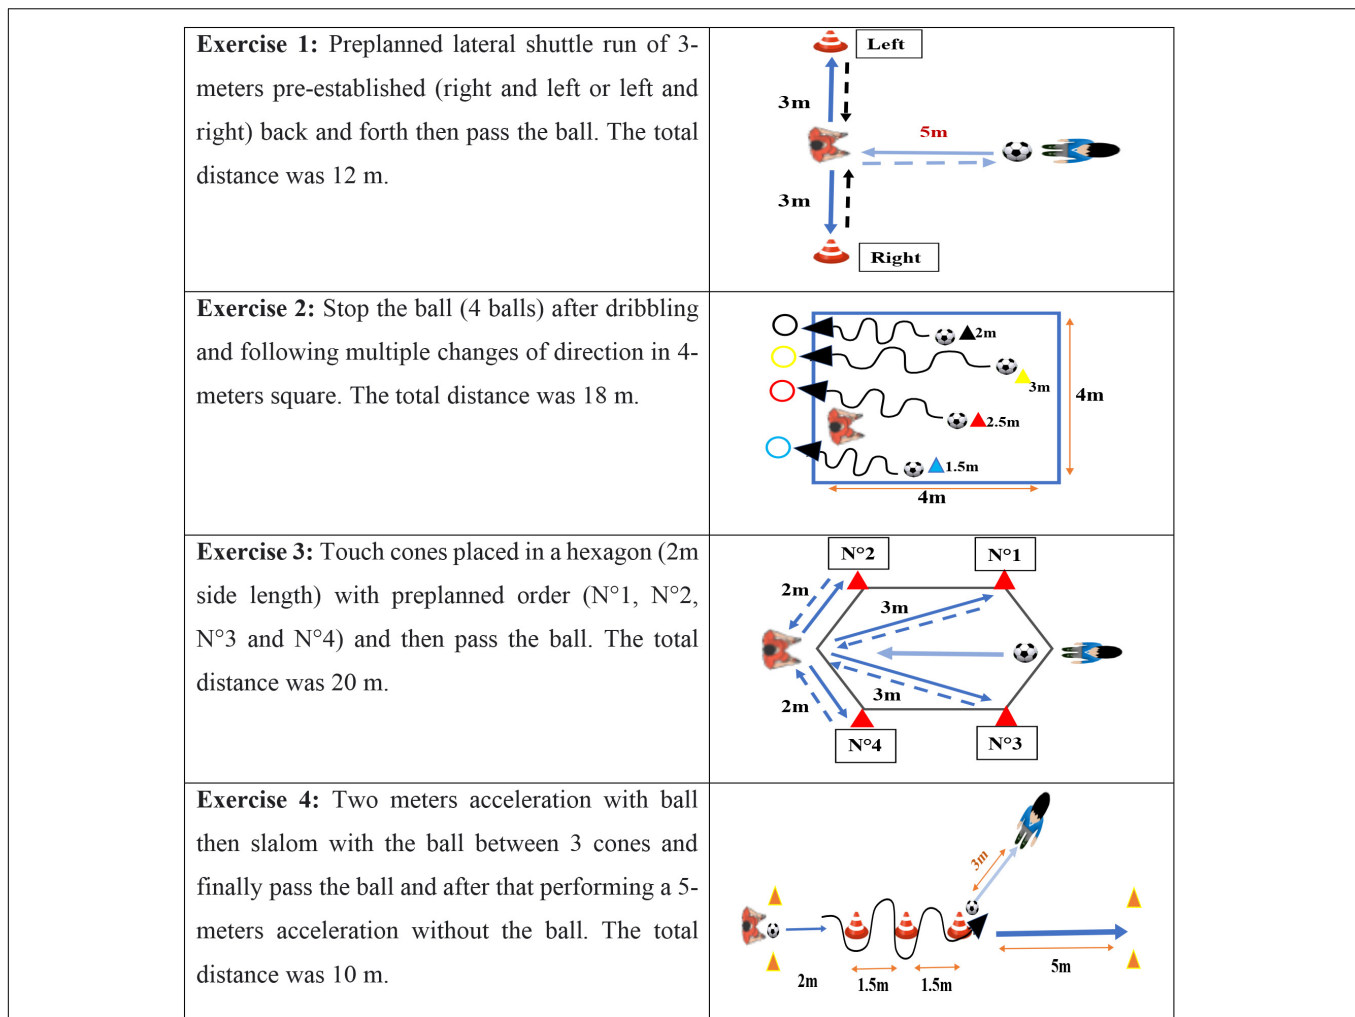 Exercise 1: Preplanned lateral shuttle run of 3-
meters pre-established (right and left or left and
right) back and forth then pass the ball. The total
distance was 12 m.
Left
3m
5m
3m
Right
Exercise 2: Stop the ball (4 balls) after dribbling
and following multiple changes of direction in 4-
meters square. The total distance was 18 m.
2m
3m
4m
2.5m
1.5m
4m
Exercise 3: Touch cones placed in a hexagon (2m
side length) with preplanned order (N°1, N°2,
N°3 and N°4) and then pass the ball. The total
distance was 20 m.
N°2
N°1
2m
3m
3m
2m
N°4
N°3
Exercise 4: Two meters acceleration with ball
then slalom with the ball between 3 cones and
finally pass the ball and after that performing a 5-
meters acceleration without the ball. The total
distance was 10 m.
3m
2m
1.5m
1.5m
5m